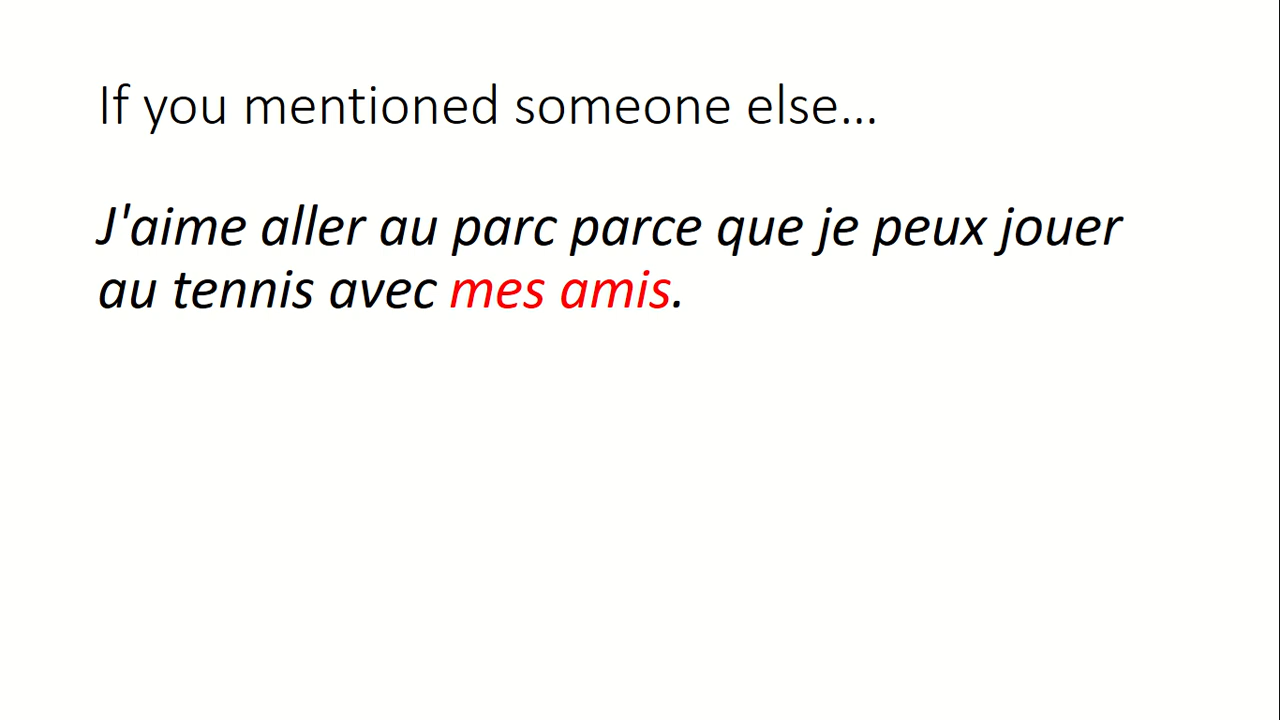 If you mentioned someone else...
J'aime aller au parc parce que je peux jouer
au tennis avec mes amis.